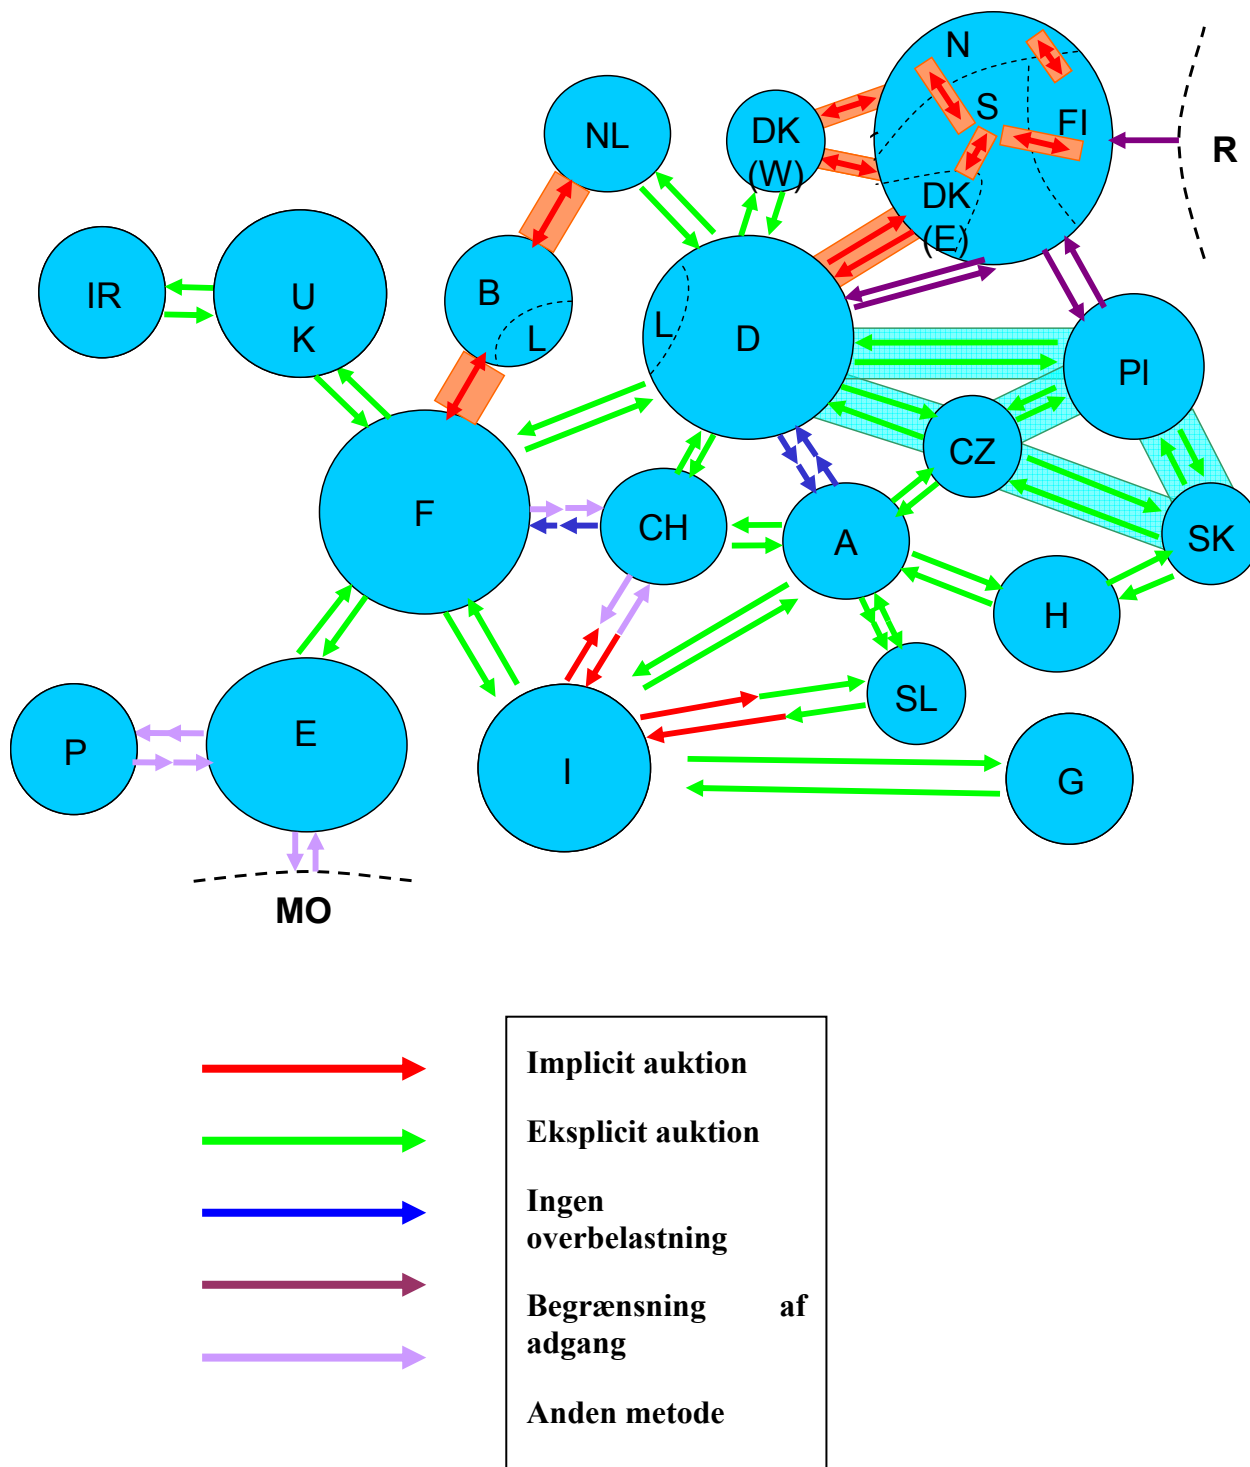 N
S
FI
R
NL
DK
(W)
DK
(E)
IR
U
K
B
L
L
D
PI
CZ
F
CH
A
SK
H
SL
P
E
I
G
MO
Implicit auktion
Eksplicit auktion
Ingen
overbelastning
Begrænsning af
adgang
Anden metode